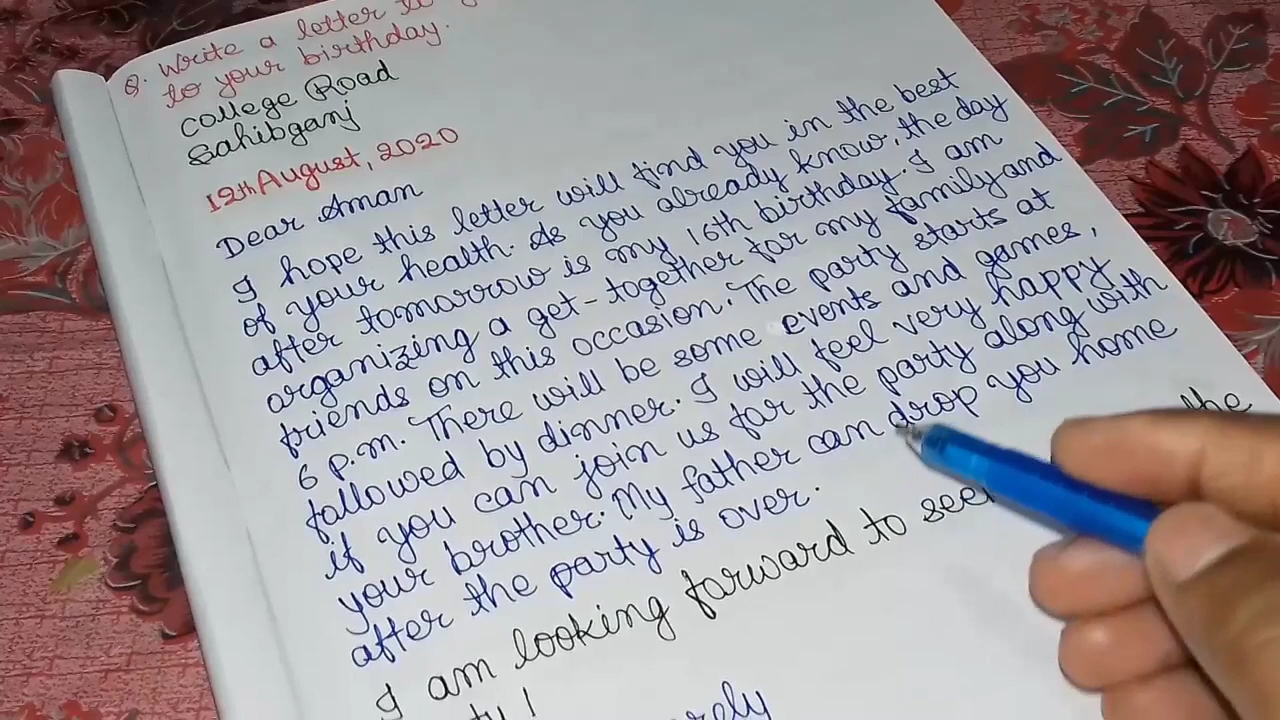 Q. Write a letter to
to your birthday.
College Road
Sahibganj
12th August, 2020
Dear Aman
I hope this letter will find you in the best
of your health. As you already know, the day
after tomorrow is my 16th birthday. I am
organizing a get-together for my family and
friends on this occasion. The party starts at
6 p.m. There will be some events and games,
followed by dinner. I will feel very happy
if you can join us for the party along with
your brother. My father can drop you home
after the party is over.
I am looking forward to see the